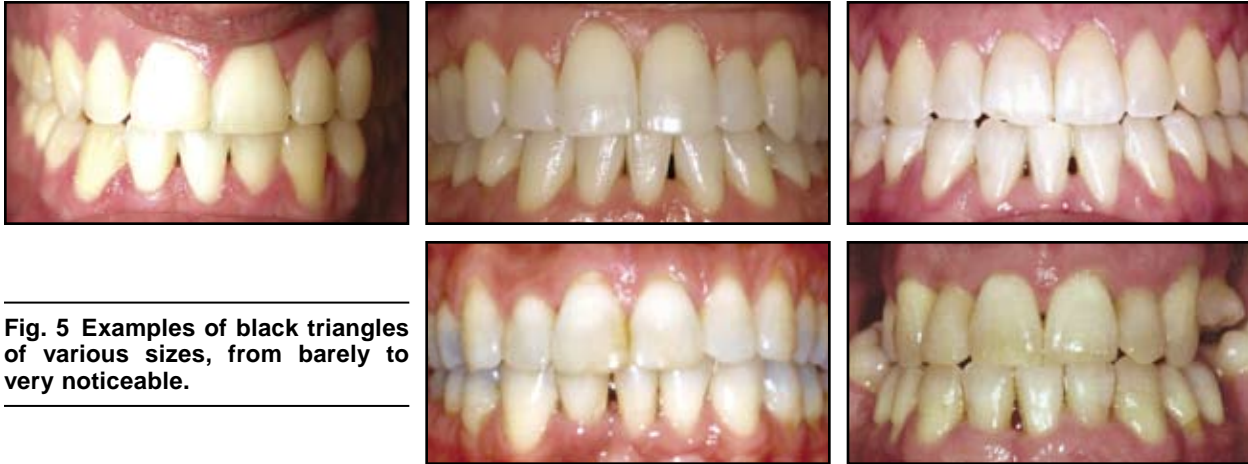 Fig. 5 Examples of black triangles
of various sizes, from barely to
very noticeable.